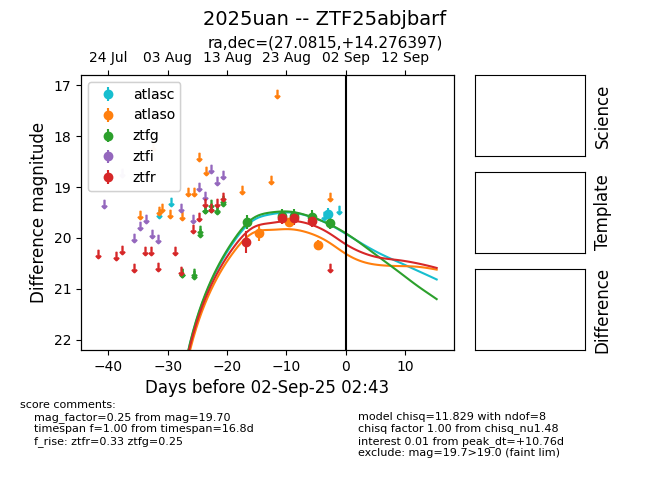 2025uan -- ZTF25abjbarf
ra,dec=(27.0815,+14.276397)
24 Jul 03 Aug 13 Aug 23 Aug 02 Sep 12 Sep
17
18
19
20
21
22
Difference magnitude
atlasc
atlaso
ztfg
ztfi
ztfr
−40 −30 −20 −10 0 10
Days before 02-Sep-25 02:43
Science
Template
Difference
score comments:
mag_factor=0.25 from mag=19.70
timespan f=1.00 from timespan=16.8d
f_rise: ztfr=0.33 ztfg=0.25
model chisq=11.829 with ndof=8
chisq factor 1.00 from chisq_nu1.48
interest 0.01 from peak_dt=+10.76d
exclude: mag=19.7>19.0 (faint lim)